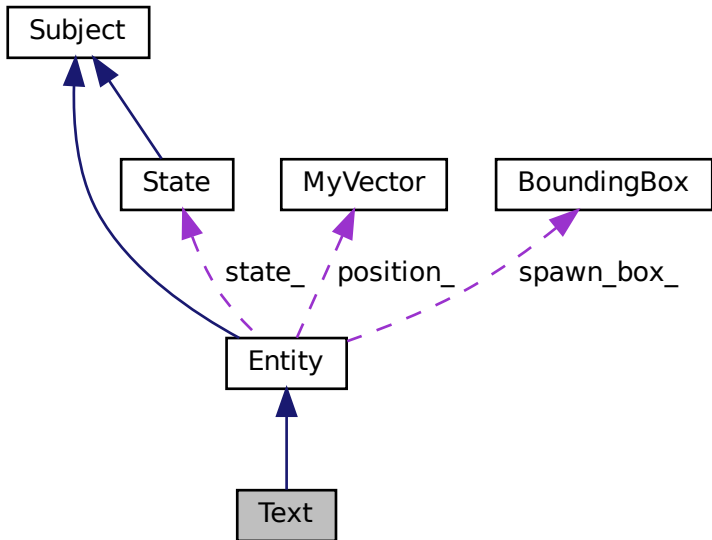 Subject
State
MyVector
BoundingBox
state_
position_
spawn_box_
Entity
Text